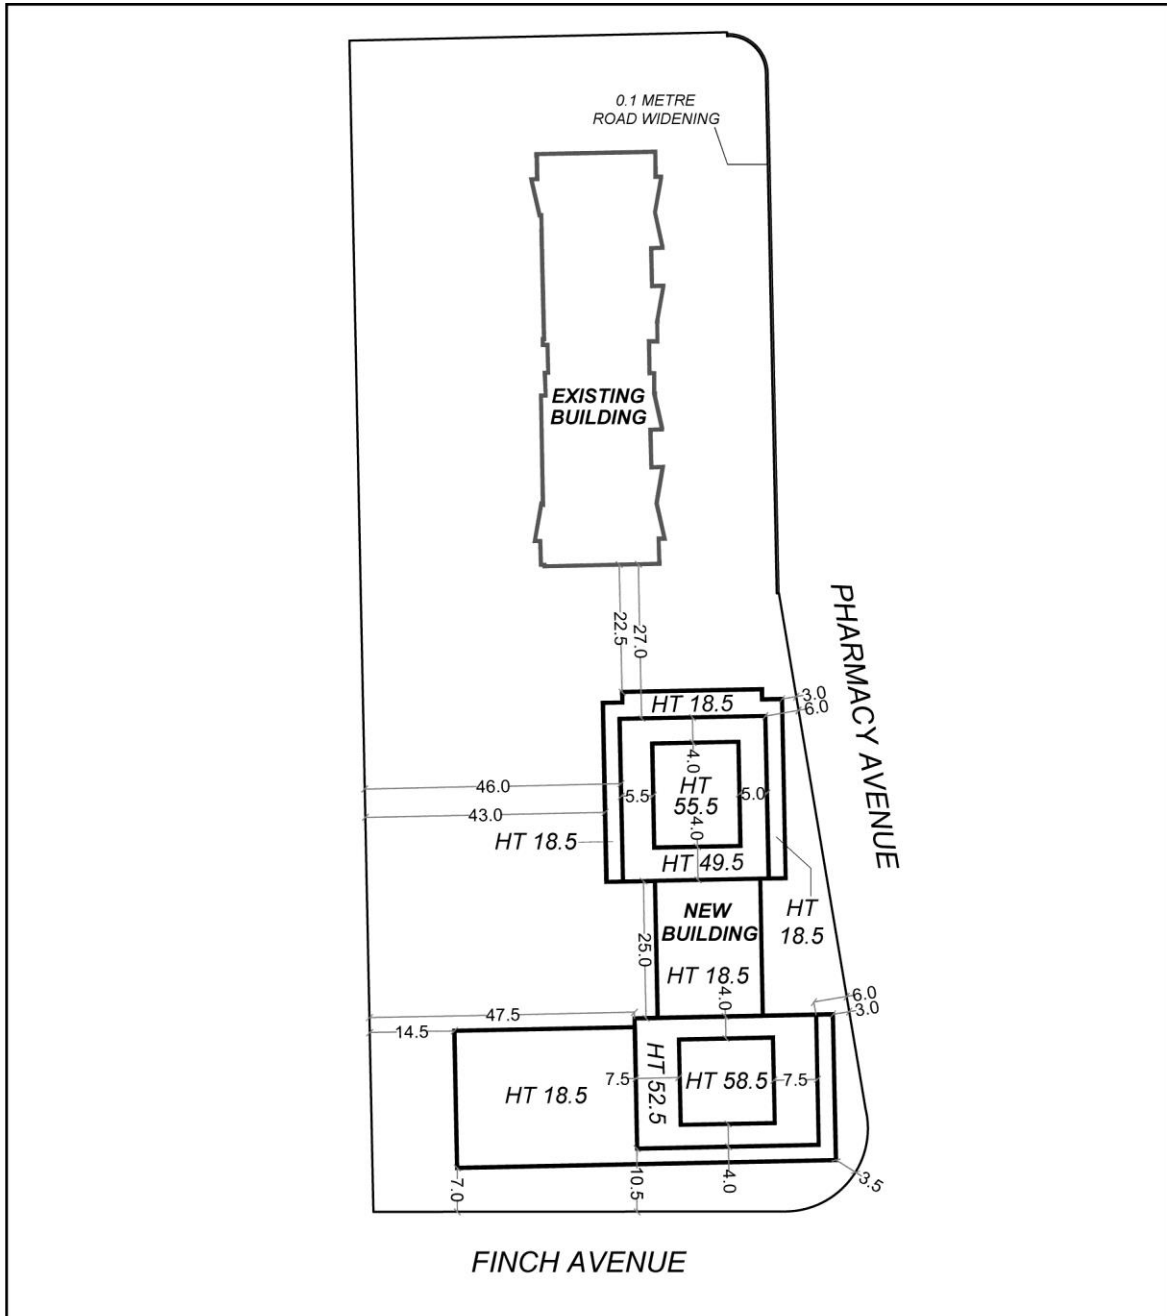 0.1 METRE
ROAD WIDENING
EXISTING
BUILDING
22.5
27.0
PHARMACY AVENUE
HT 18.5
3.0
6.0
4.0
46.0
5.5
HT
55.5
5.0
43.0
4.0
HT 18.5
HT 49.5
HT
18.5
NEW
BUILDING
25.0
HT 18.5
4.0
6.0
3.0
47.5
14.5
HT 18.5
7.5
HT 52.5
HT 58.5
7.5
7.0
10.5
4.0
3.5
FINCH AVENUE